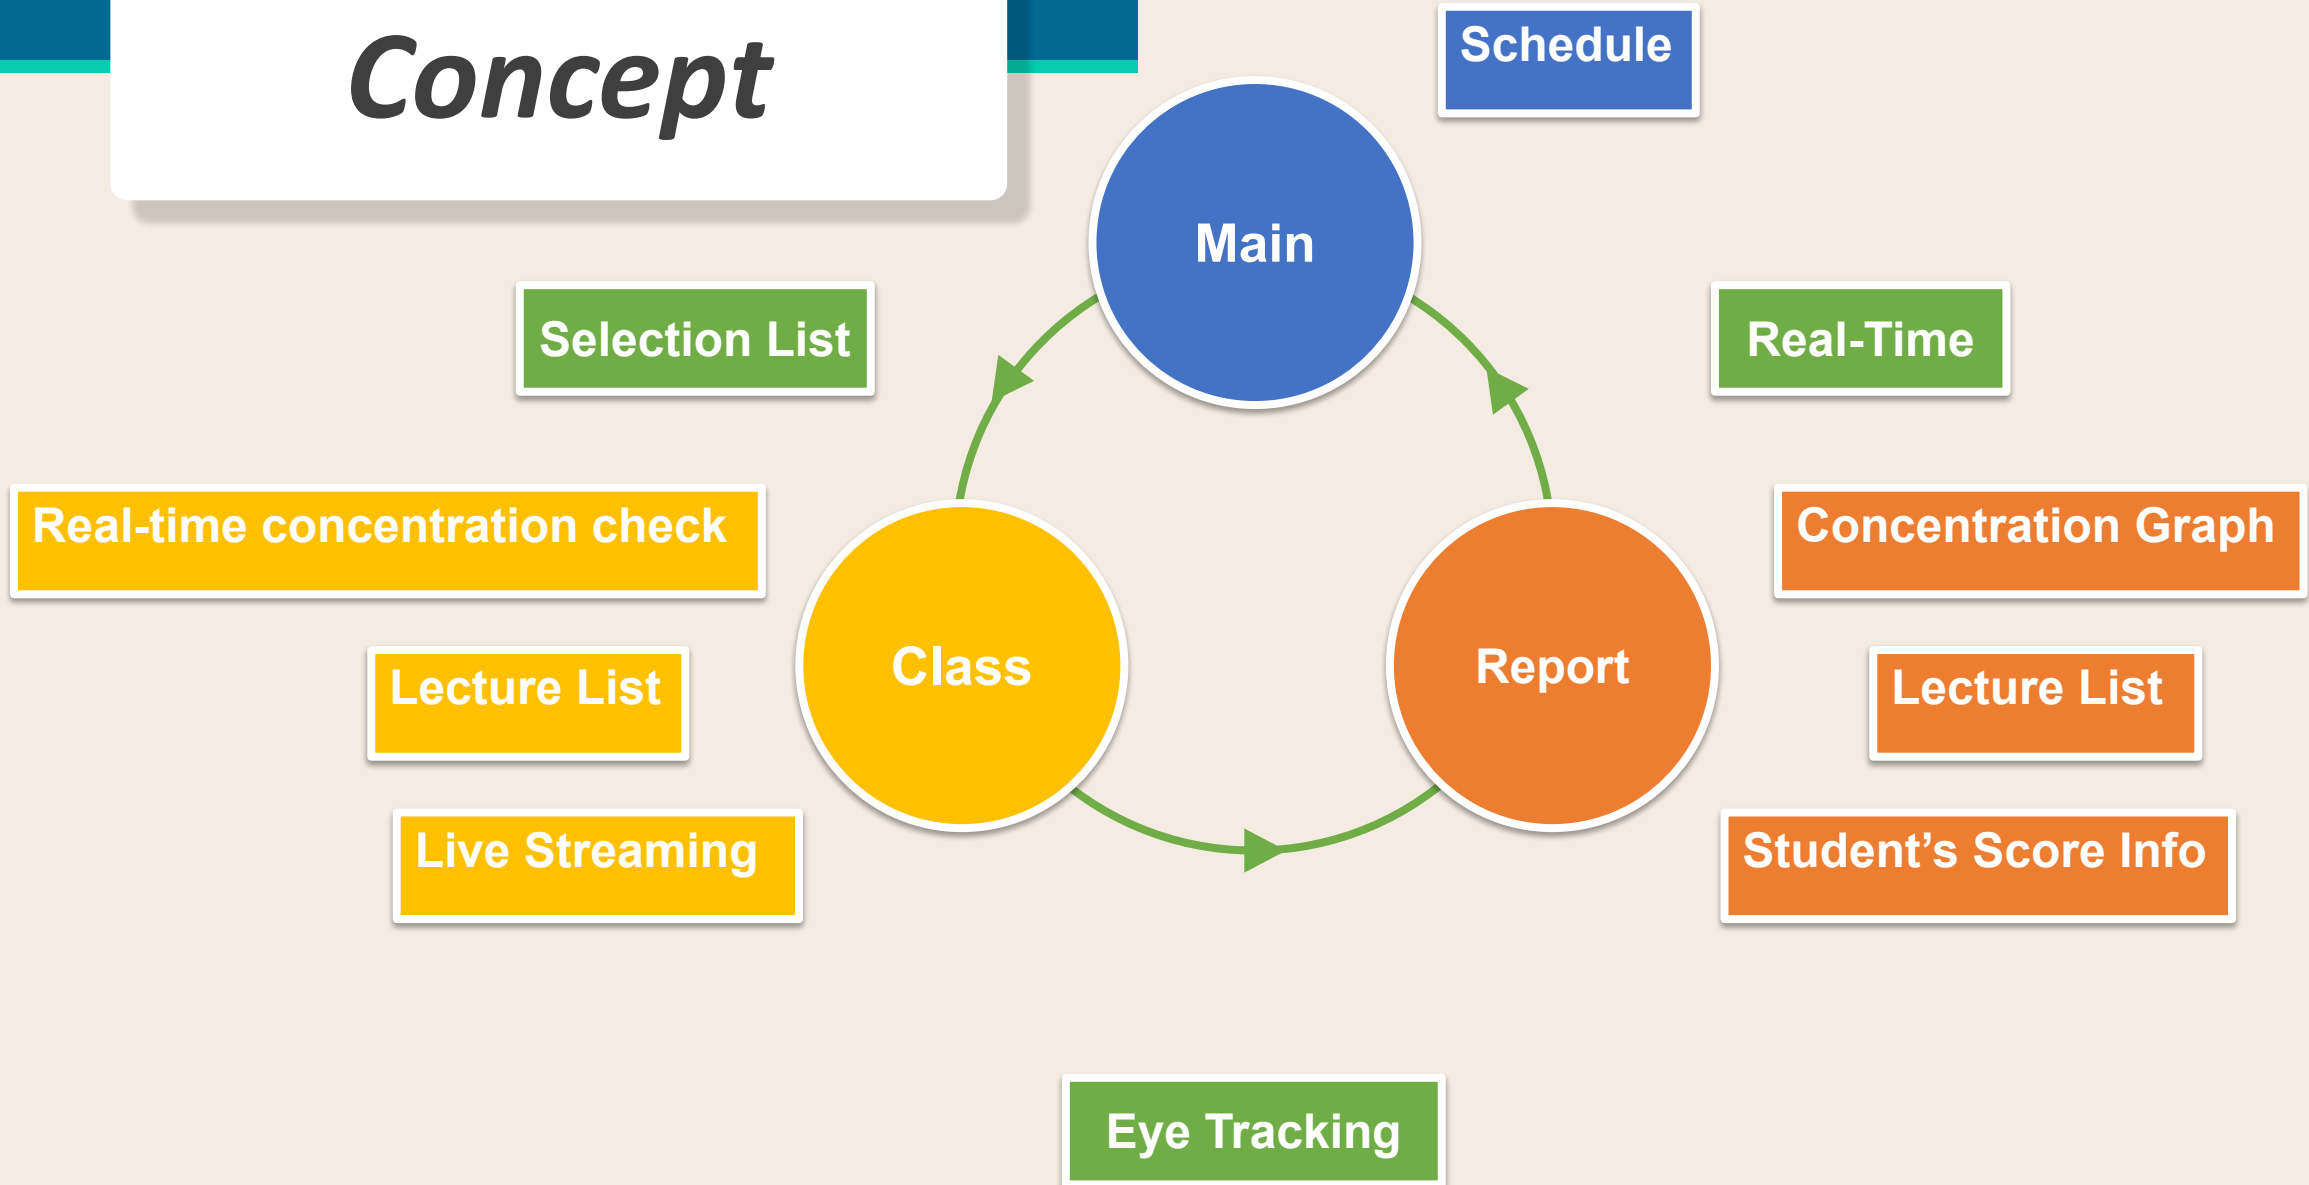 Concept
Schedule
Main
Selection List
Real-Time
Real-time concentration check
Concentration Graph
Class
Report
Lecture List
Lecture List
Live Streaming
Student’s Score Info
Eye Tracking